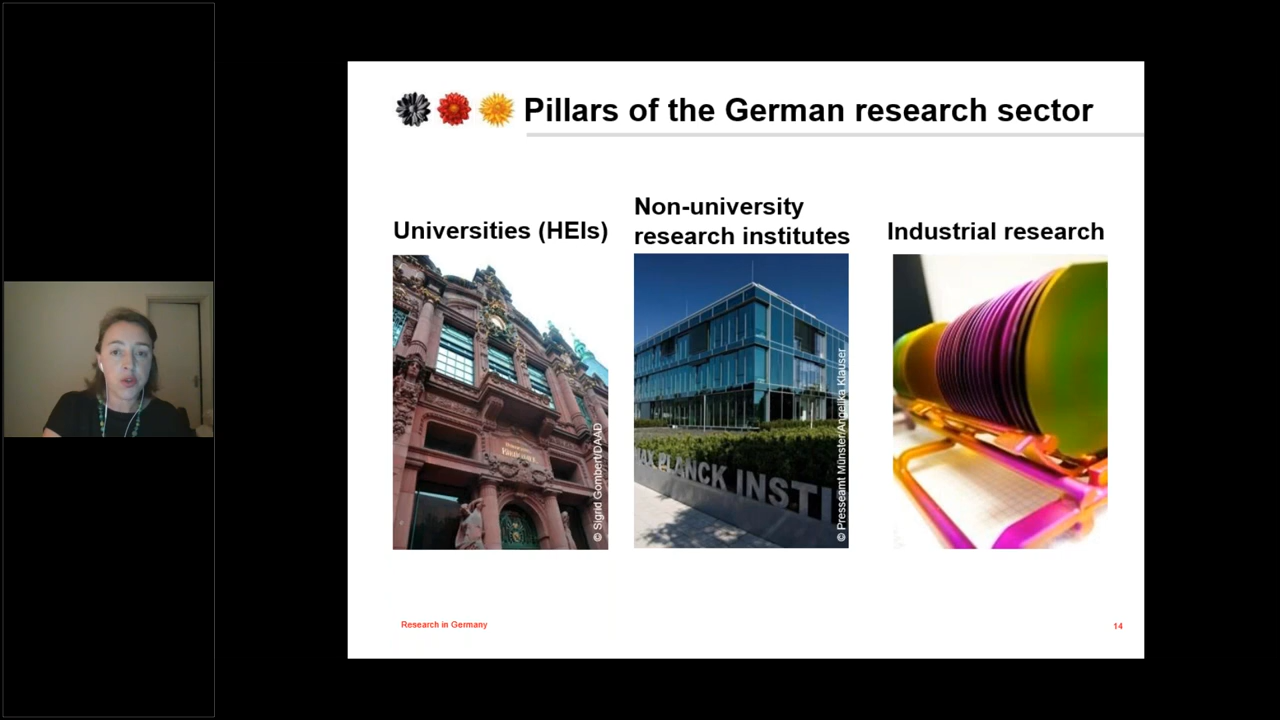 Pillars of the German research sector
Universities (HEIs)
Non-university
research institutes
Industrial research
© Sigrid Gombert/DAAD
PLANCK INSTI
© Presseamt Münster/Angelika Klauser
Research in Germany
14